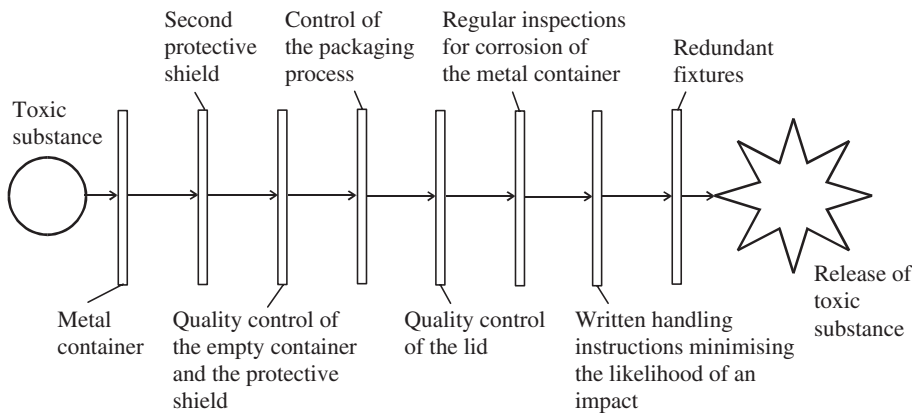 Toxic
substance
Second
protective
shield
Control of
the packaging
process
Regular inspections
for corrosion of
the metal container
Redundant
fixtures
Metal
container
Quality control of
the empty container
and the protective
shield
Quality control
of the lid
Written handling
instructions minimising
the likelihood of an
impact
Release of
toxic
substance